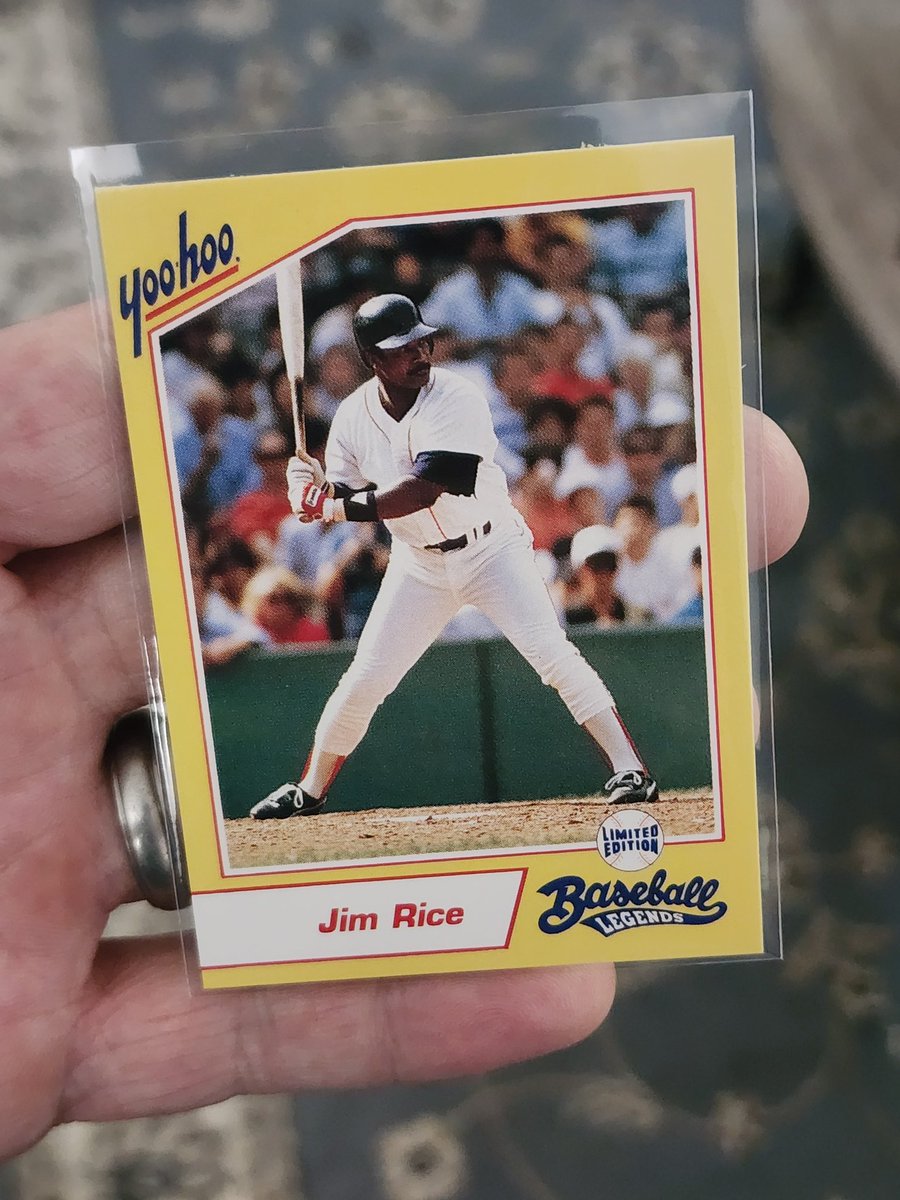 yoo-hoo.
LIMITED
EDITION
Jim Rice
Baseball
LEGENDS